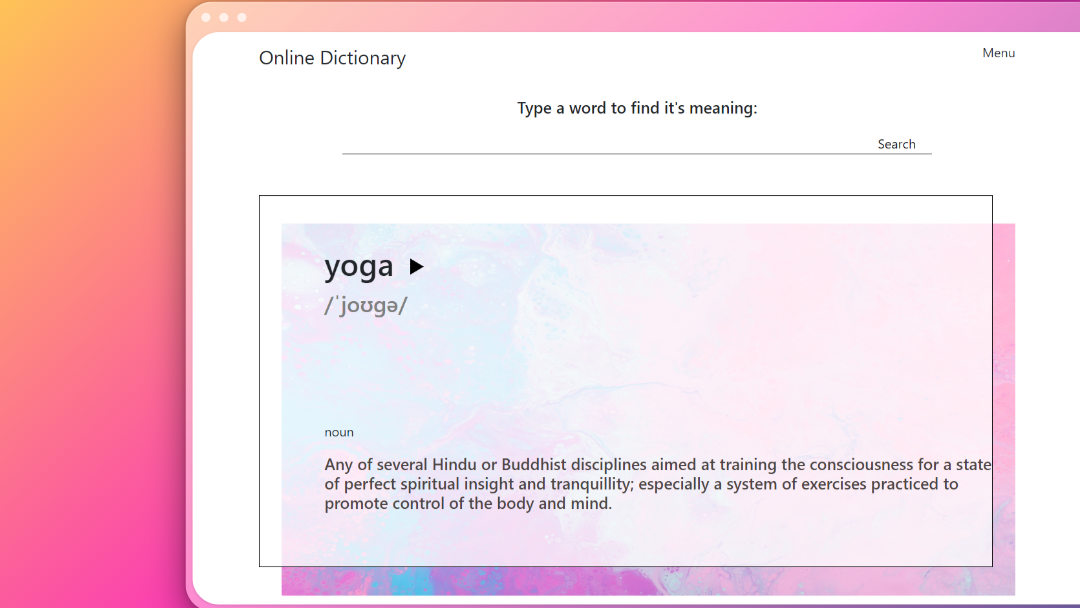 Online Dictionary
Menu
Type a word to find it's meaning:
Search
yoga
/ˈjoʊɡə/
noun
Any of several Hindu or Buddhist disciplines aimed at training the consciousness for a state
of perfect spiritual insight and tranquillity; especially a system of exercises practiced to
promote control of the body and mind.